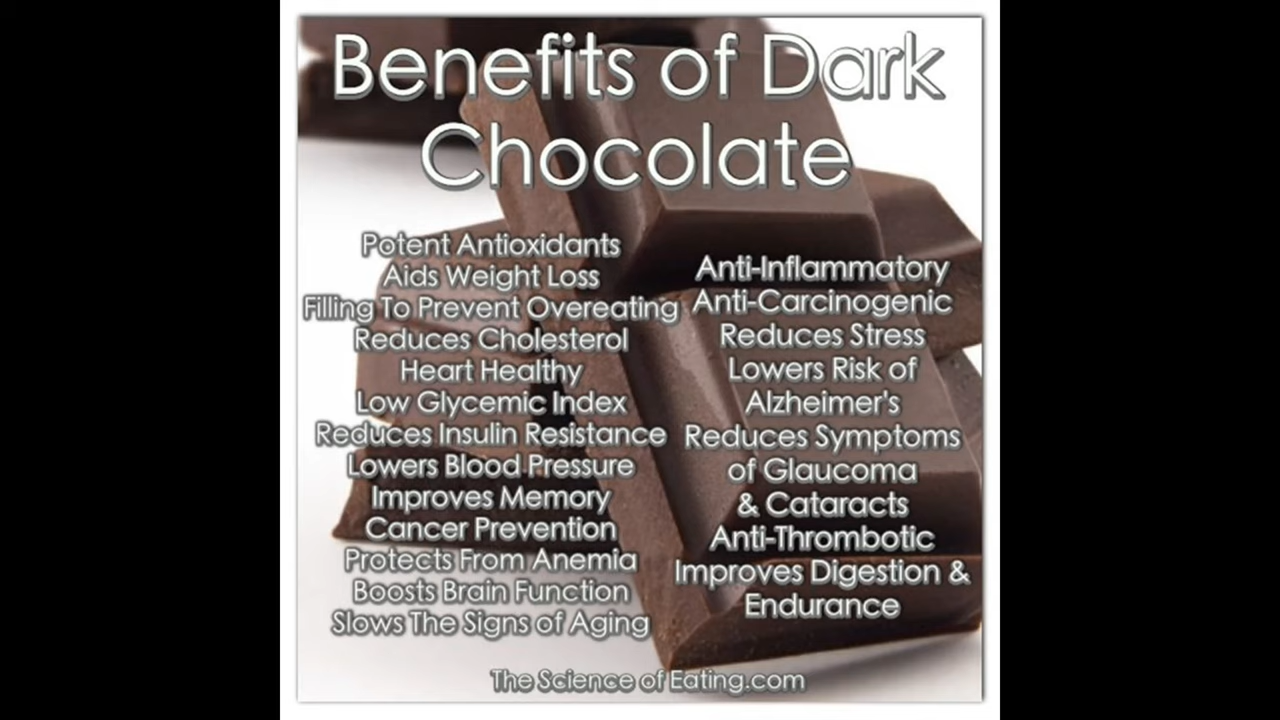 Benefits of Dark
Chocolate
Potent Antioxidants
Aids Weight Loss
Filling To Prevent Overeating
Reduces Cholesterol
Heart Healthy
Low Glycemic Index
Reduces Insulin Resistance
Lowers Blood Pressure
Improves Memory
Cancer Prevention
Protects From Anemia
Boosts Brain Function
Slows The Signs of Aging
Anti-Inflammatory
Anti-Carcinogenic
Reduces Stress
Lowers Risk of
Alzheimer's
Reduces Symptoms
of Glaucoma
& Cataracts
Anti-Thrombotic
Improves Digestion &
Endurance
The Science of Eating.com